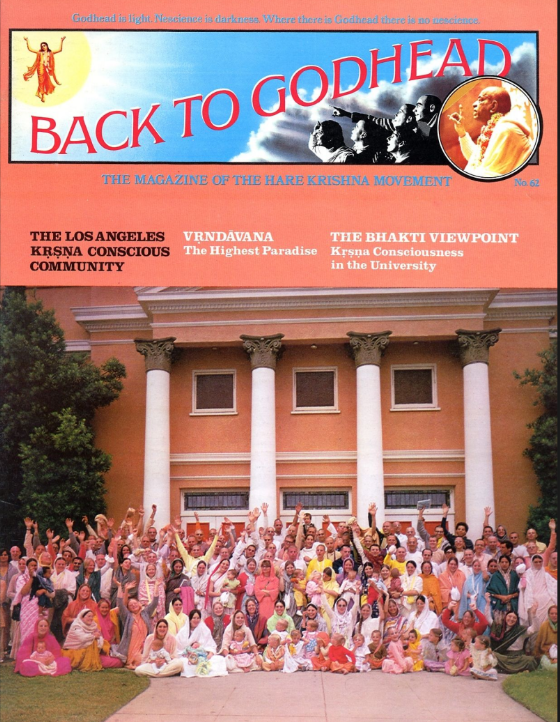 Godhead is light. Nescience is darkness. Where there is Godhead there is no nescience.
BACK TO GODHEAD
THE MAGAZINE OF THE HARE KRISHNA MOVEMENT
No. 62
THE LOS ANGELES
KṚṢṆA CONSCIOUS
COMMUNITY
VṚNDĀVANA
The Highest Paradise
THE BHAKTI VIEWPOINT
Kṛṣṇa Consciousness
in the University